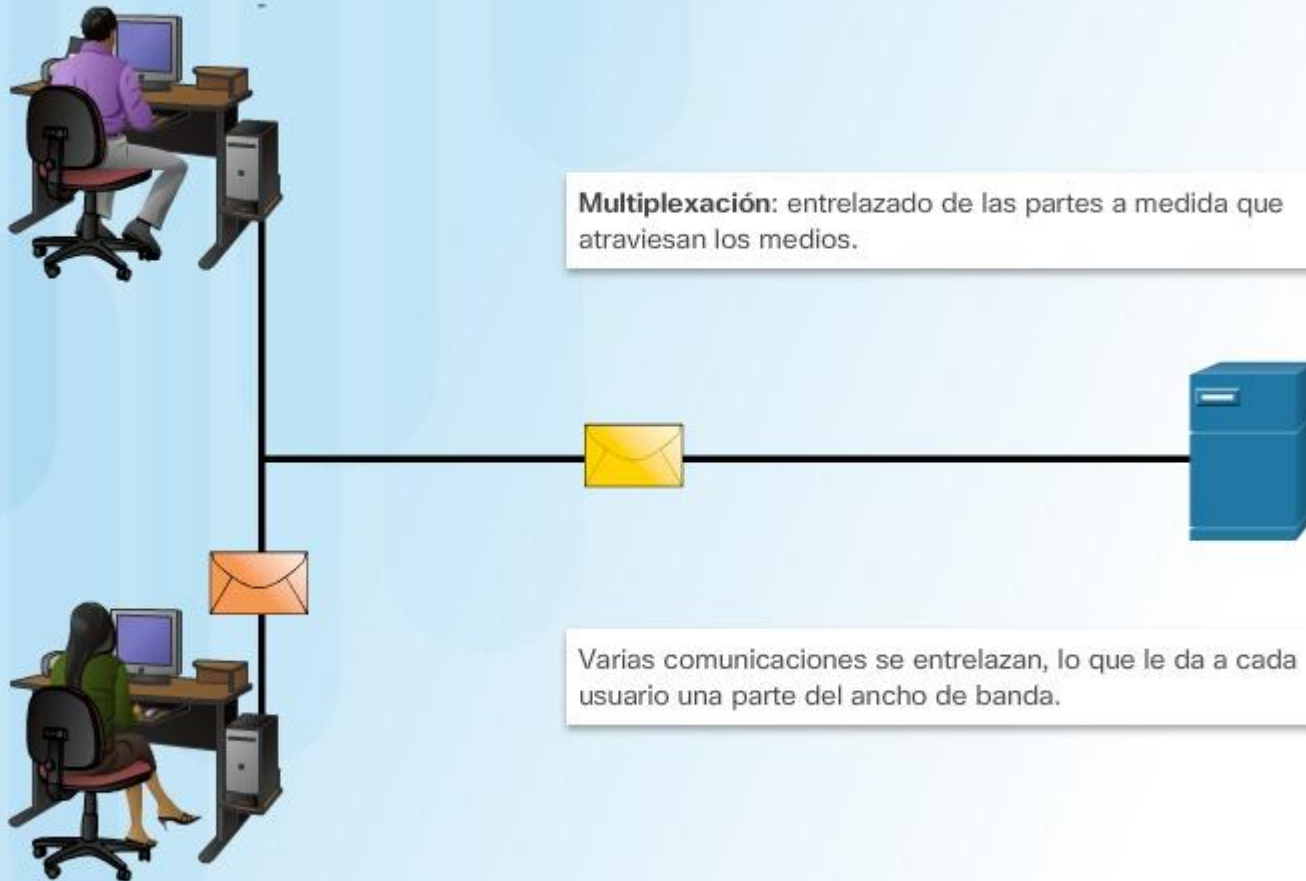 Multiplexación: entrelazado de las partes a medida que
atraviesan los medios.
Varias comunicaciones se entrelazan, lo que le da a cada
usuario una parte del ancho de banda.